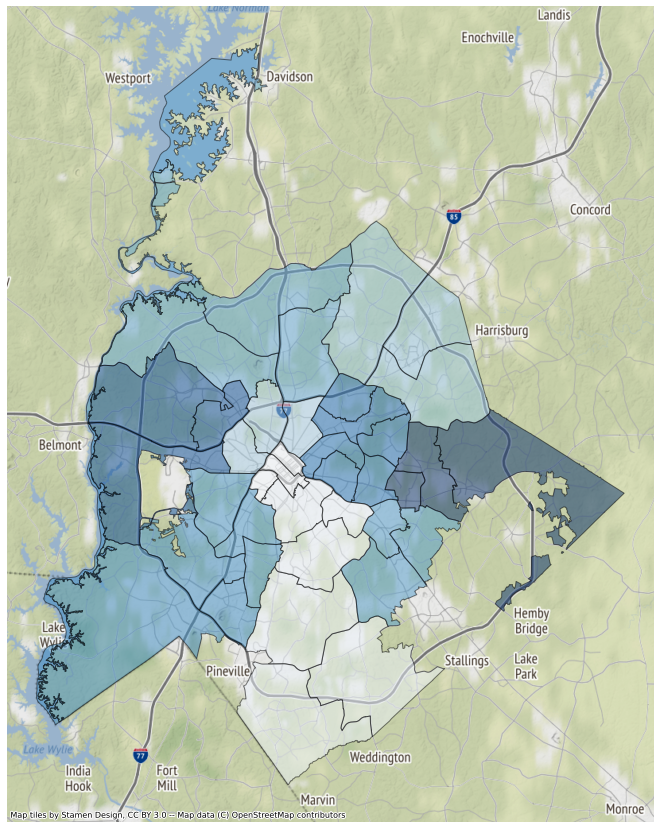 Lake Norman
Landis
Enochville
Westport
Davidson
85
Concord
Harrisburg
Belmont
Hemby
Bridge
Lake
Wylie
Stallings
Lake
Park
Pineville
Lake Wylie
77
Weddington
India
Hook
Fort
Mill
Marvin
Monroe
Map tiles by Stamen Design, CC BY 3.0 -- Map data (C) OpenStreetMap contributors